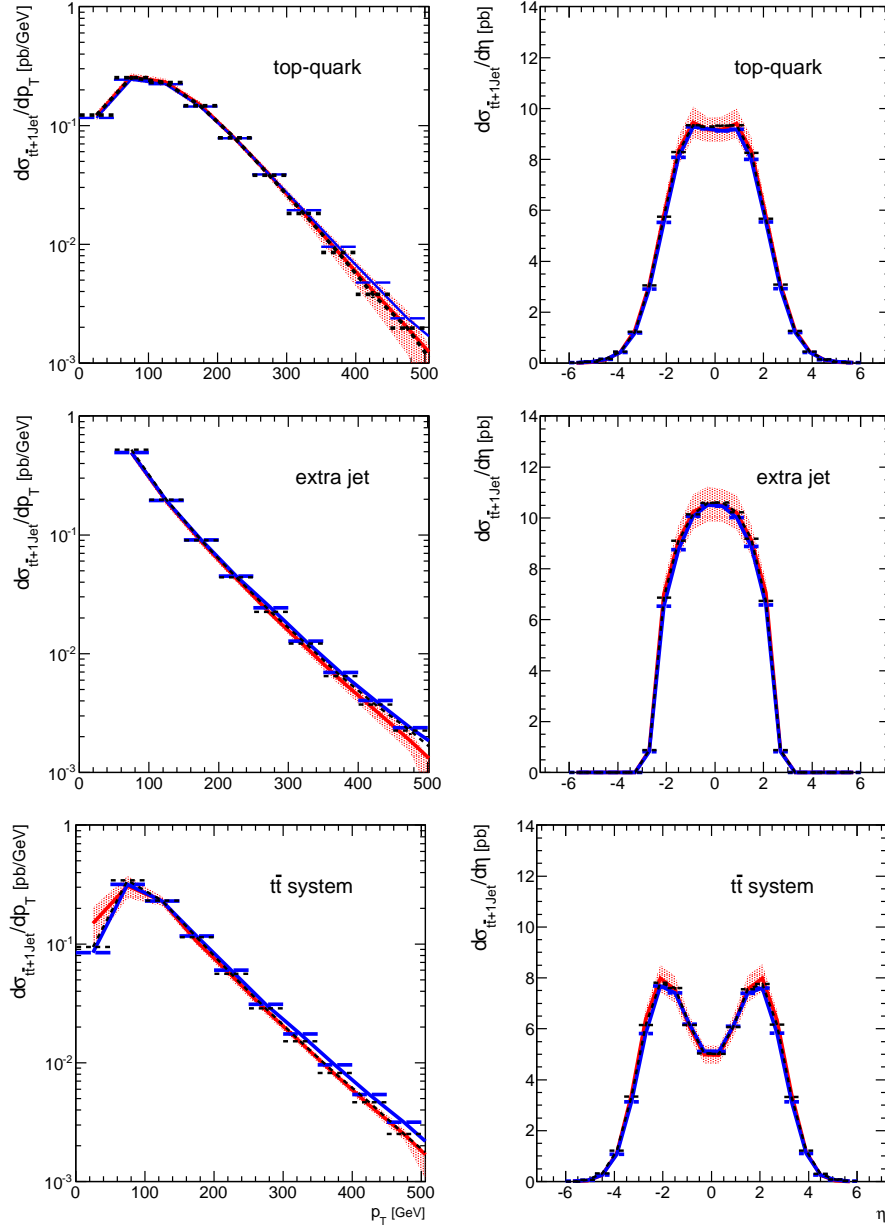 dσ_{tt̄+1Jet}/dp_T [pb/GeV]
top-quark
1
10^{-1}
10^{-2}
10^{-3}
0 100 200 300 400 500
dσ_{tt̄+1Jet}/dη [pb]
top-quark
14
12
10
8
6
4
2
0
-6 -4 -2 0 2 4 6
dσ_{tt̄+1Jet}/dp_T [pb/GeV]
extra jet
1
10^{-1}
10^{-2}
10^{-3}
0 100 200 300 400 500
dσ_{tt̄+1Jet}/dη [pb]
extra jet
14
12
10
8
6
4
2
0
-6 -4 -2 0 2 4 6
dσ_{tt̄+1Jet}/dp_T [pb/GeV]
tt̄ system
1
10^{-1}
10^{-2}
10^{-3}
0 100 200 300 400 500
p_T [GeV]
dσ_{tt̄+1Jet}/dη [pb]
tt̄ system
14
12
10
8
6
4
2
0
-6 -4 -2 0 2 4 6
η